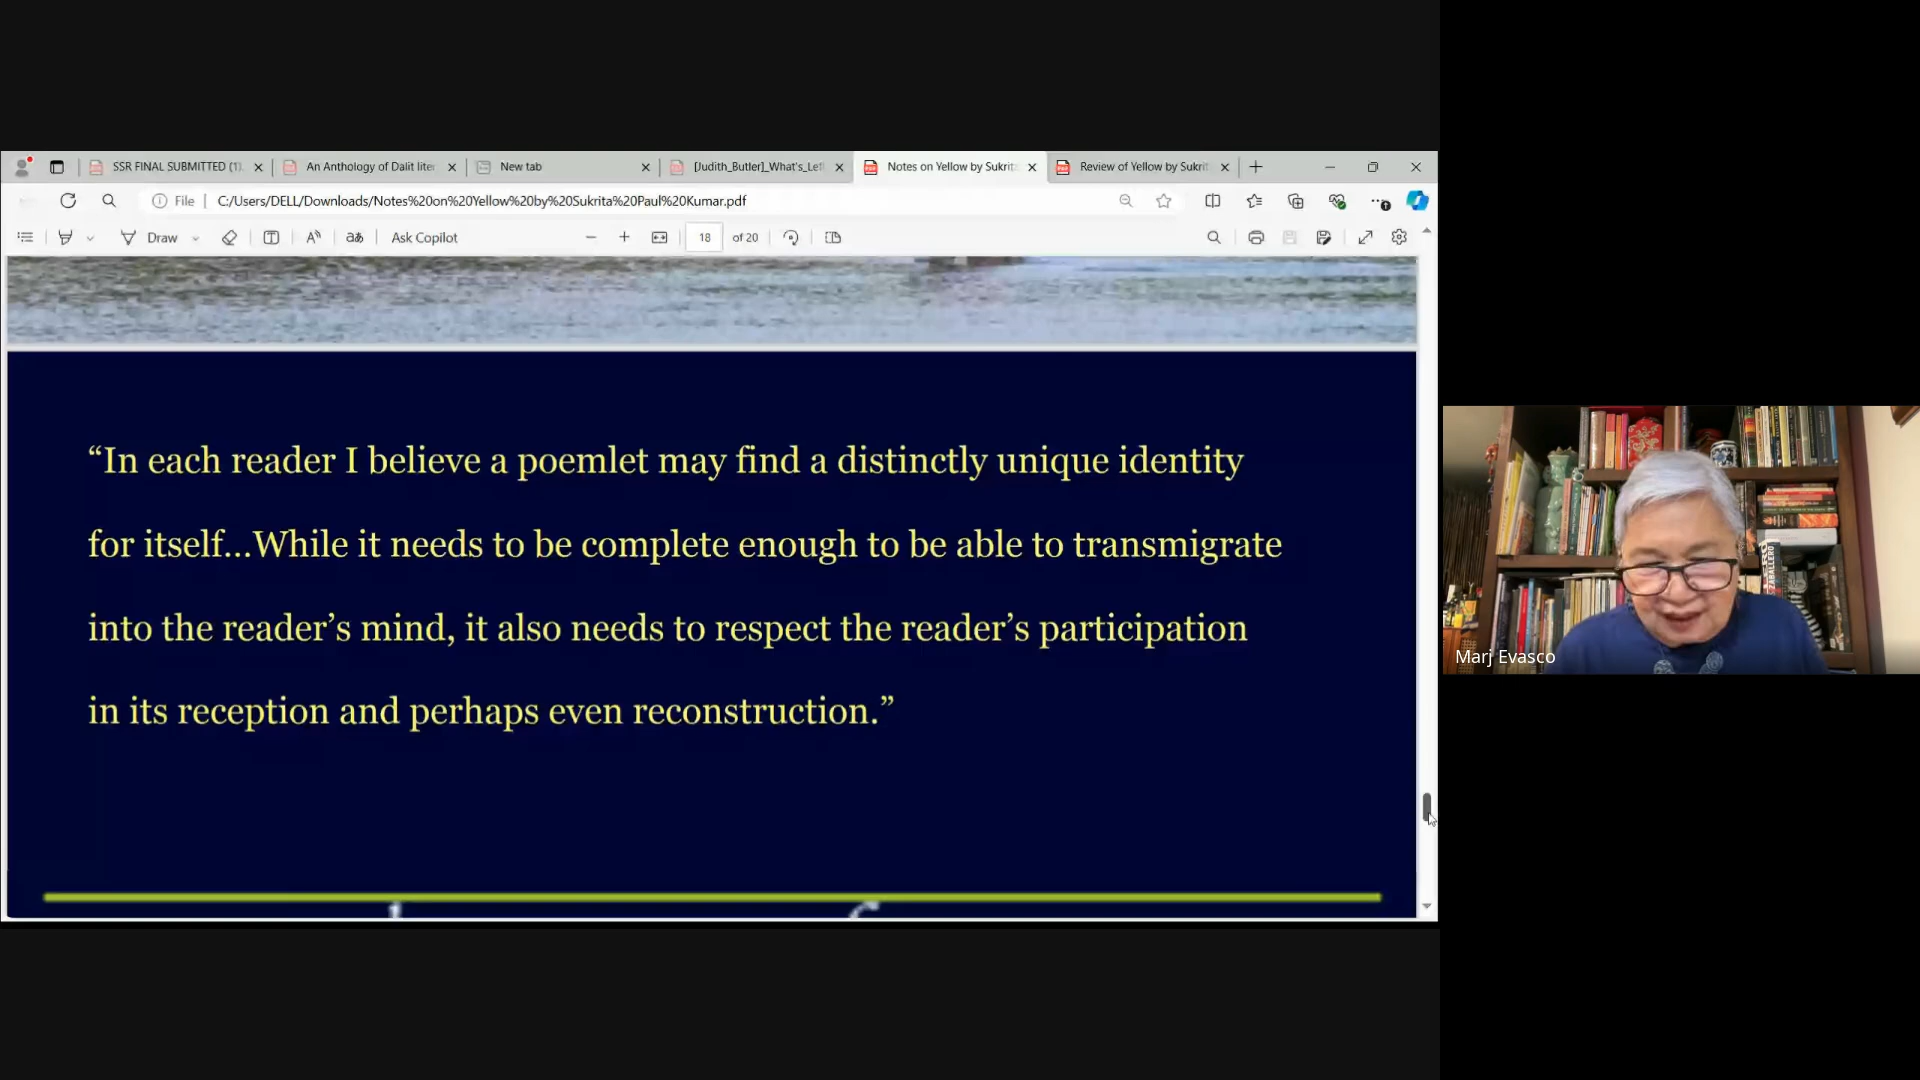 SSR FINAL SUBMITTED (1).
An Anthology of Dalit liter
New tab
[Judith_Butler]_What's_Left
Notes on Yellow by Sukrita
Review of Yellow by Sukrit
File
C:/Users/DELL/Downloads/Notes%20on%20Yellow%20by%20Sukrita%20Paul%20Kumar.pdf
Draw
Ask Copilot
18 of 20
“In each reader I believe a poemlet may find a distinctly unique identity
for itself...While it needs to be complete enough to be able to transmigrate
into the reader’s mind, it also needs to respect the reader’s participation
in its reception and perhaps even reconstruction.”
Marj Evasco